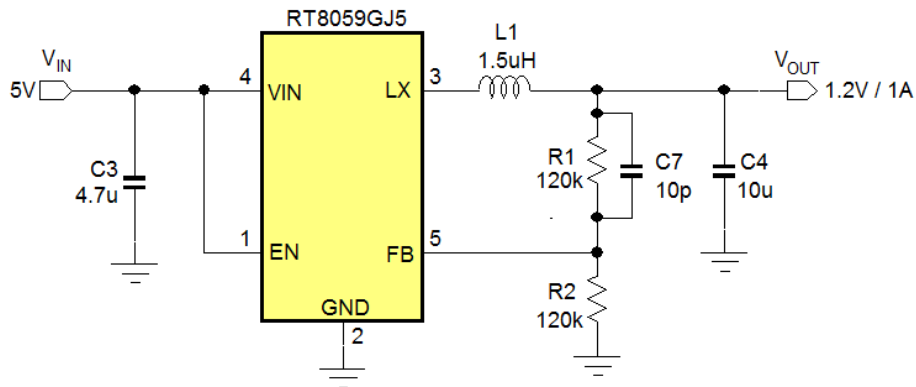 RT8059GJ5
L1
1.5uH
VIN
5V
4
VIN
LX
3
VOUT
1.2V / 1A
C3
4.7u
R1
120k
C7
10p
C4
10u
1
EN
FB
5
GND
2
R2
120k